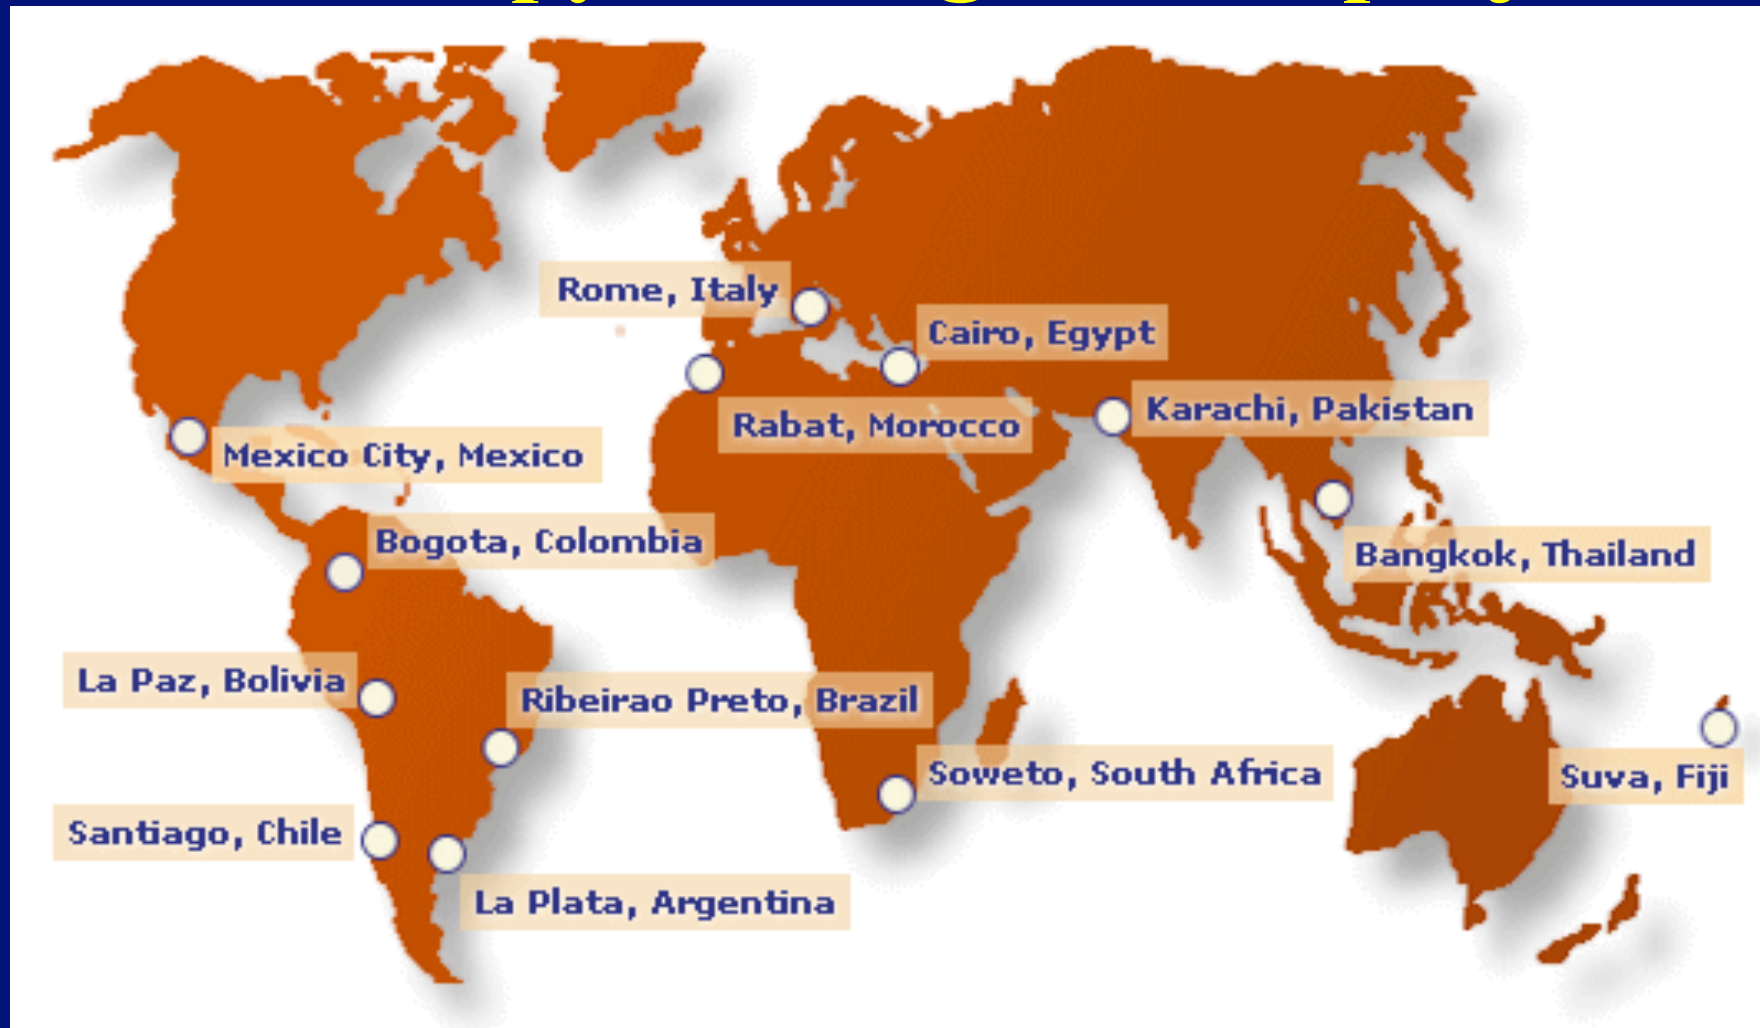 Rome, Italy
Cairo, Egypt
Karachi, Pakistan
Rabat, Morocco
Mexico City, Mexico
Bogota, Colombia
Bangkok, Thailand
La Paz, Bolivia
Ribeirao Preto, Brazil
Soweto, South Africa
Suva, Fiji
Santiago, Chile
La Plata, Argentina